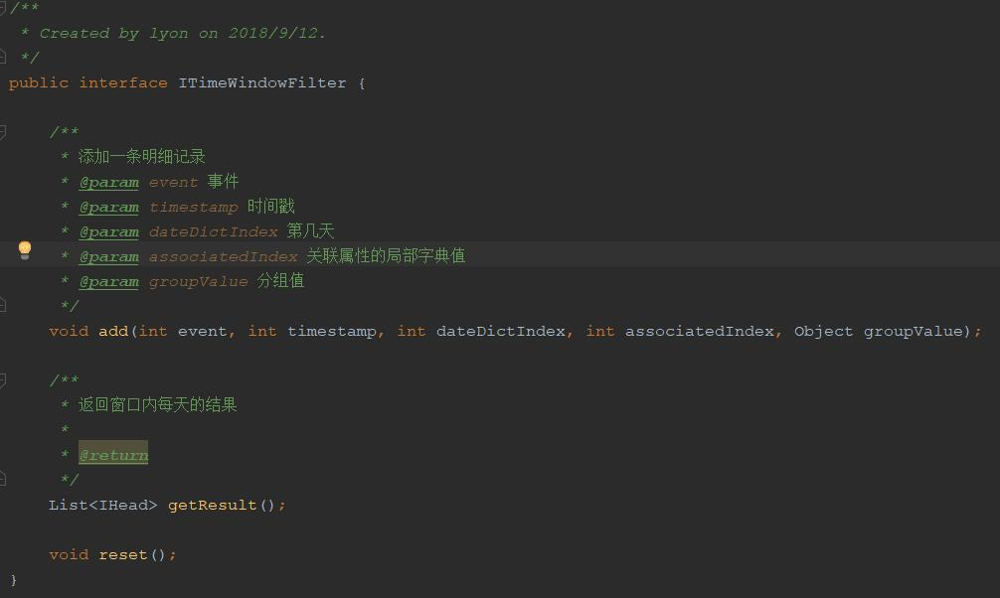 /**
 * Created by lyon on 2018/9/12.
 */
public interface ITimeWindowFilter {
/**
 * 添加一条明细记录
 * @param event 事件
 * @param timestamp 时间戳
 * @param dateDictIndex 第几天
 * @param associatedIndex 关联属性的局部字典值
 * @param groupValue 分组值
 */
void add(int event, int timestamp, int dateDictIndex, int associatedIndex, Object groupValue);
/**
 * 返回窗口内每天的结果
 *
 * @return
 */
List<IHead> getResult();
void reset();
}